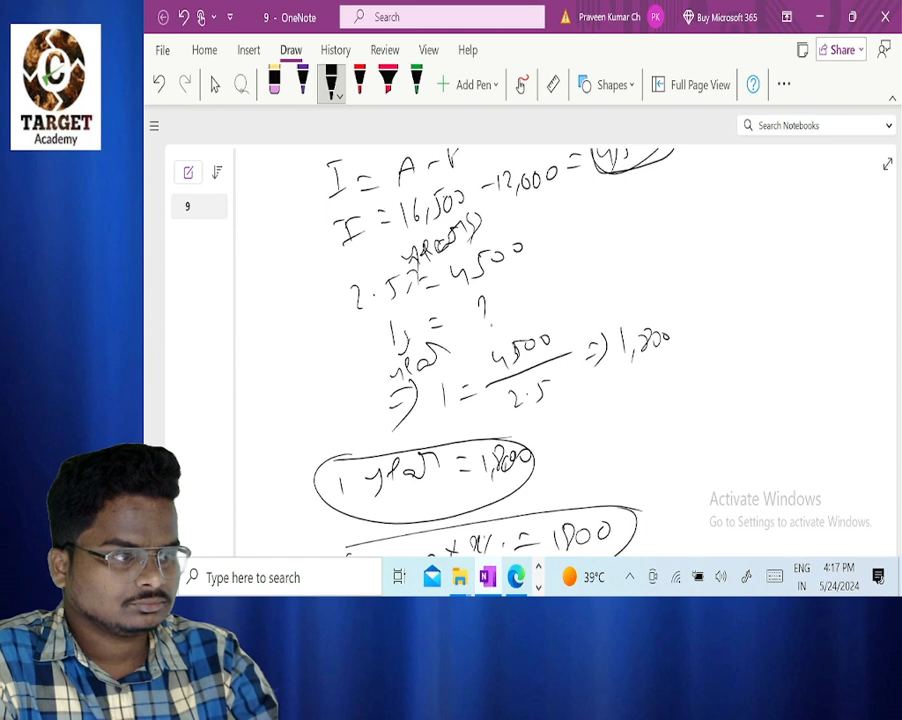 9 - OneNote
Search
Praveen Kumar Ch
PK
Buy Microsoft 365
File Home Insert Draw History Review View Help
Share
Add Pen
Shapes
Full Page View
TARGET
Academy
Search Notebooks
9
I = A - P
I = 16,500 - 12,000 =
years
2.5 = 4500
1 = ?
year
=> 1 = 4500 / 2.5 => 1,800
1 year = 1,800
x x% = 1800
Activate Windows
Go to Settings to activate Windows.
Type here to search
39°C
ENG
IN
4:17 PM
5/24/2024